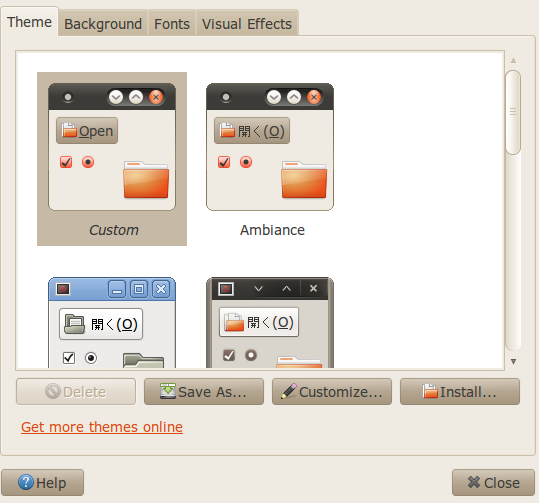 Theme Background Fonts Visual Effects
Open 開く(O)
Custom Ambiance
開く(O) 開く(O)
Delete Save As... Customize... Install...
Get more themes online
Help Close